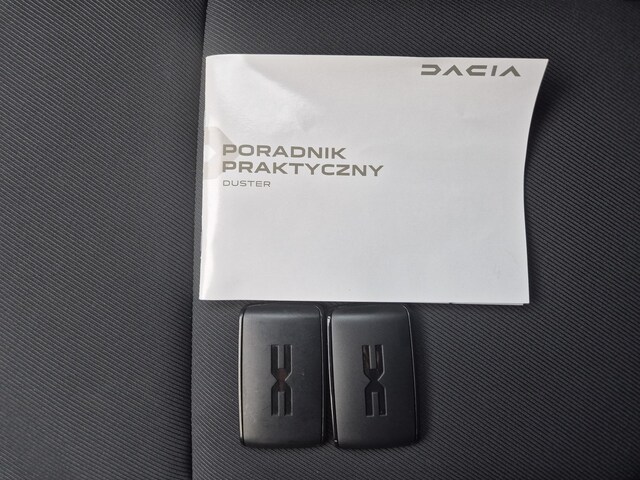 DACIA
PORADNIK
PRAKTYCZNY
DUSTER